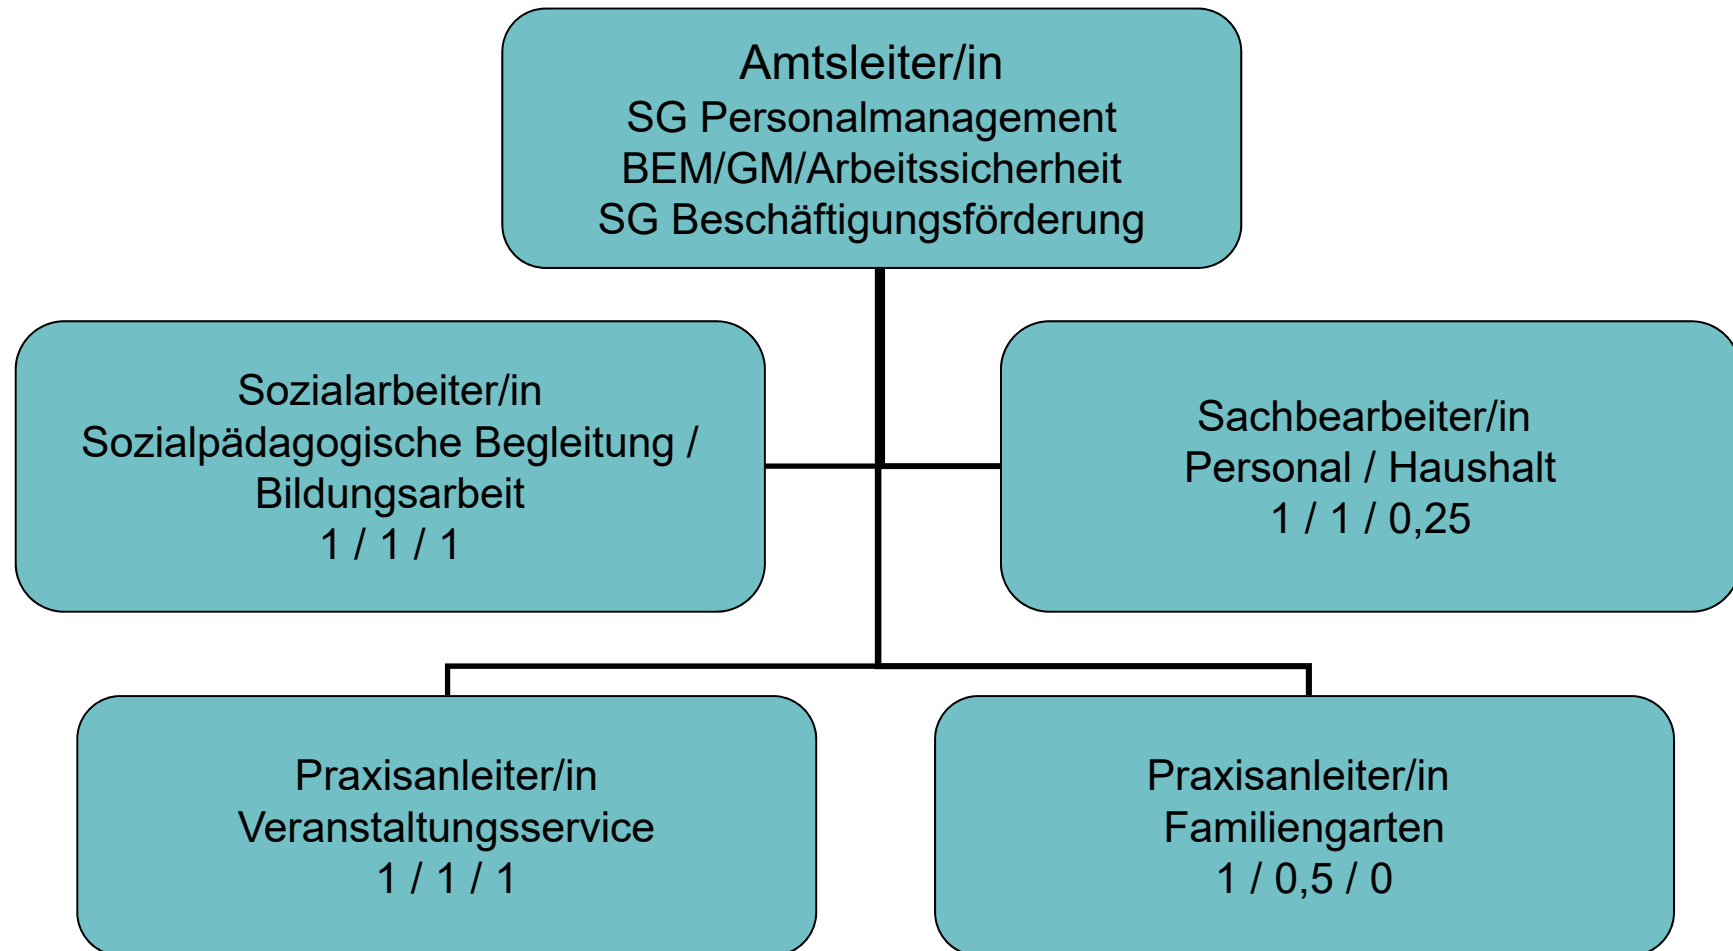 Amtsleiter/in
SG Personalmanagement
BEM/GM/Arbeitssicherheit
SG Beschäftigungsförderung
Sozialarbeiter/in
Sozialpädagogische Begleitung /
Bildungsarbeit
1 / 1 / 1
Sachbearbeiter/in
Personal / Haushalt
1 / 1 / 0,25
Praxisanleiter/in
Veranstaltungsservice
1 / 1 / 1
Praxisanleiter/in
Familiengarten
1 / 0,5 / 0